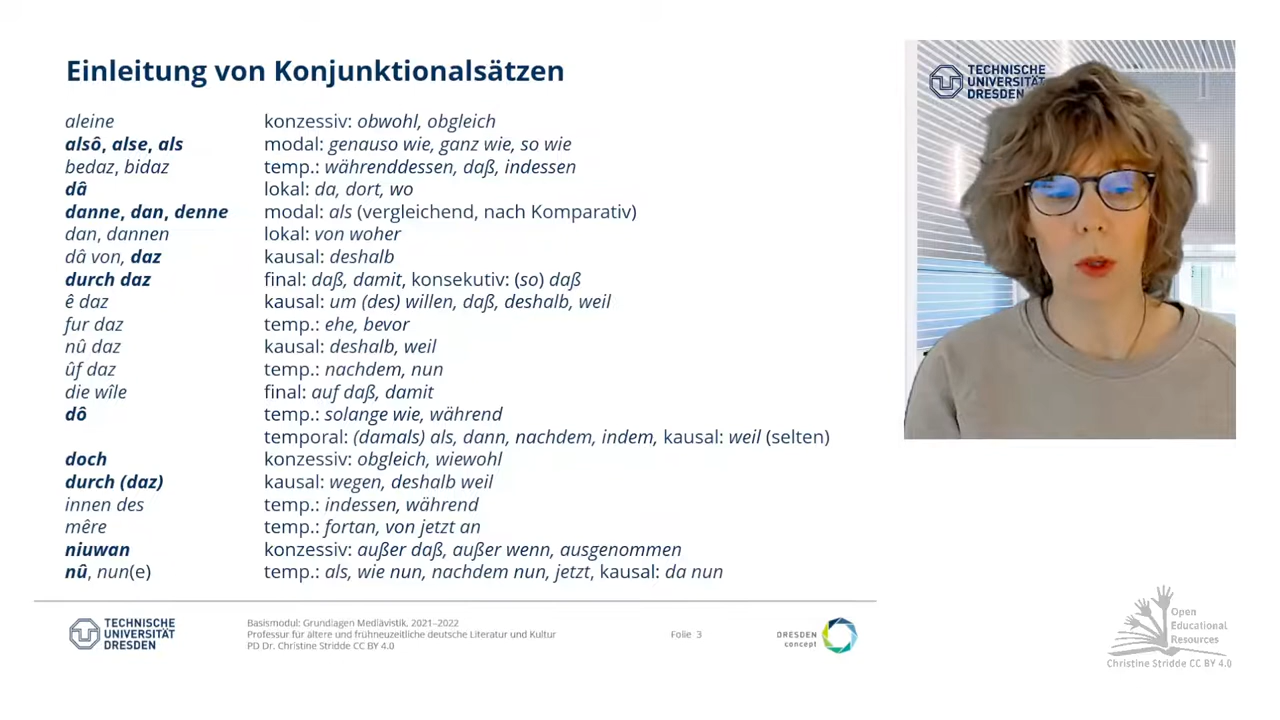 Einleitung von Konjunktionalsätzen
aleine konzessiv: obwohl, obgleich
alsô, alse, als modal: genauso wie, ganz wie, so wie
bedaz, bidaz temp.: währenddessen, daß, indessen
dâ lokal: da, dort, wo
danne, dan, denne modal: als (vergleichend, nach Komparativ)
dan, dannen lokal: von woher
dâ von, daz kausal: deshalb
durch daz final: daß, damit, konsekutiv: (so) daß
ê daz kausal: um (des) willen, daß, deshalb, weil
fur daz temp.: ehe, bevor
nû daz kausal: deshalb, weil
ûf daz temp.: nachdem, nun
die wîle final: auf daß, damit
dô temp.: solange wie, während
temporal: (damals) als, dann, nachdem, indem, kausal: weil (selten)
doch konzessiv: obgleich, wiewohl
durch (daz) kausal: wegen, deshalb weil
innen des temp.: indessen, während
mêre temp.: fortan, von jetzt an
niuwan konzessiv: außer daß, außer wenn, ausgenommen
nû, nun(e) temp.: als, wie nun, nachdem nun, jetzt, kausal: da nun
TECHNISCHE
UNIVERSITÄT
DRESDEN
Basismodul: Grundlagen Mediävistik, 2021–2022
Professur für ältere und frühneuzeitliche deutsche Literatur und Kultur
PD Dr. Christine Stridde CC BY 4.0
Folie 3
DRESDEN
concept
TECHNISCHE
UNIVERSITÄT
DRESDEN
Open
Educational
Resources
Christine Stridde CC BY 4.0